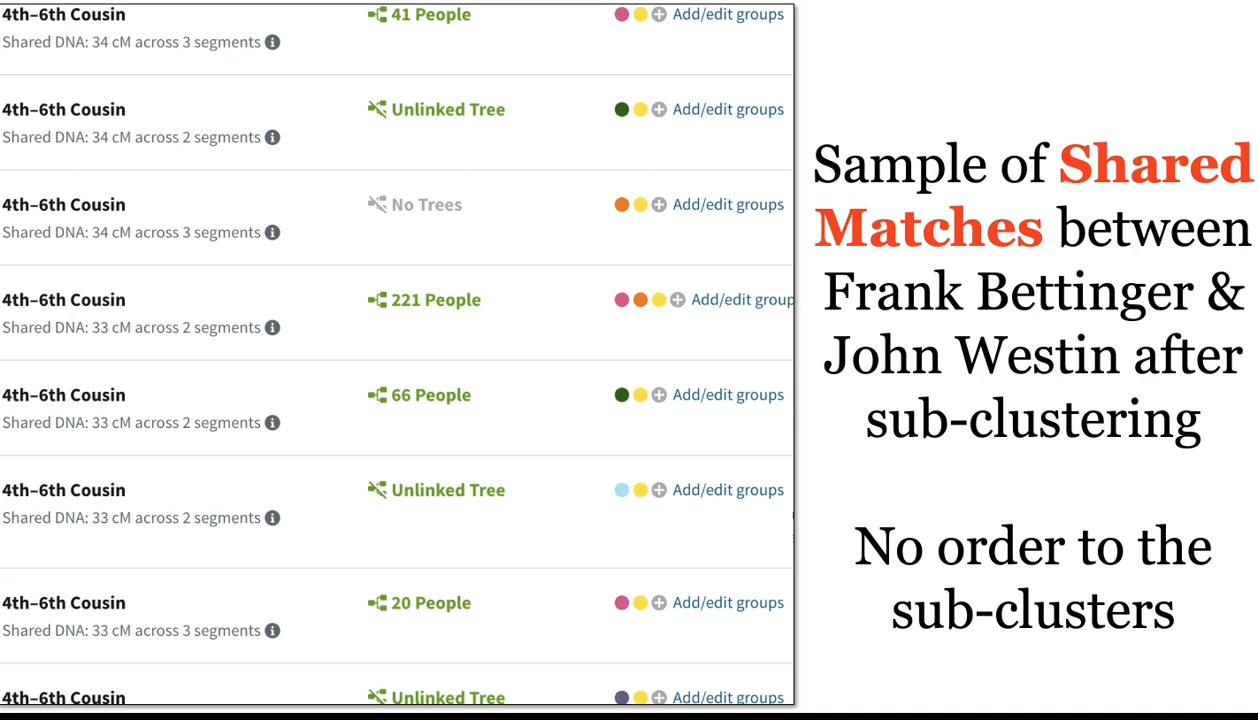 4th–6th Cousin 41 People Add/edit groups
Shared DNA: 34 cM across 3 segments
4th–6th Cousin Unlinked Tree Add/edit groups
Shared DNA: 34 cM across 2 segments
4th–6th Cousin No Trees Add/edit groups
Shared DNA: 34 cM across 3 segments
4th–6th Cousin 221 People Add/edit group
Shared DNA: 33 cM across 2 segments
4th–6th Cousin 66 People Add/edit groups
Shared DNA: 33 cM across 2 segments
4th–6th Cousin Unlinked Tree Add/edit groups
Shared DNA: 33 cM across 2 segments
4th–6th Cousin 20 People Add/edit groups
Shared DNA: 33 cM across 3 segments
4th–6th Cousin Unlinked Tree Add/edit groups
Sample of Shared
Matches between
Frank Bettinger &
John Westin after
sub-clustering
No order to the
sub-clusters